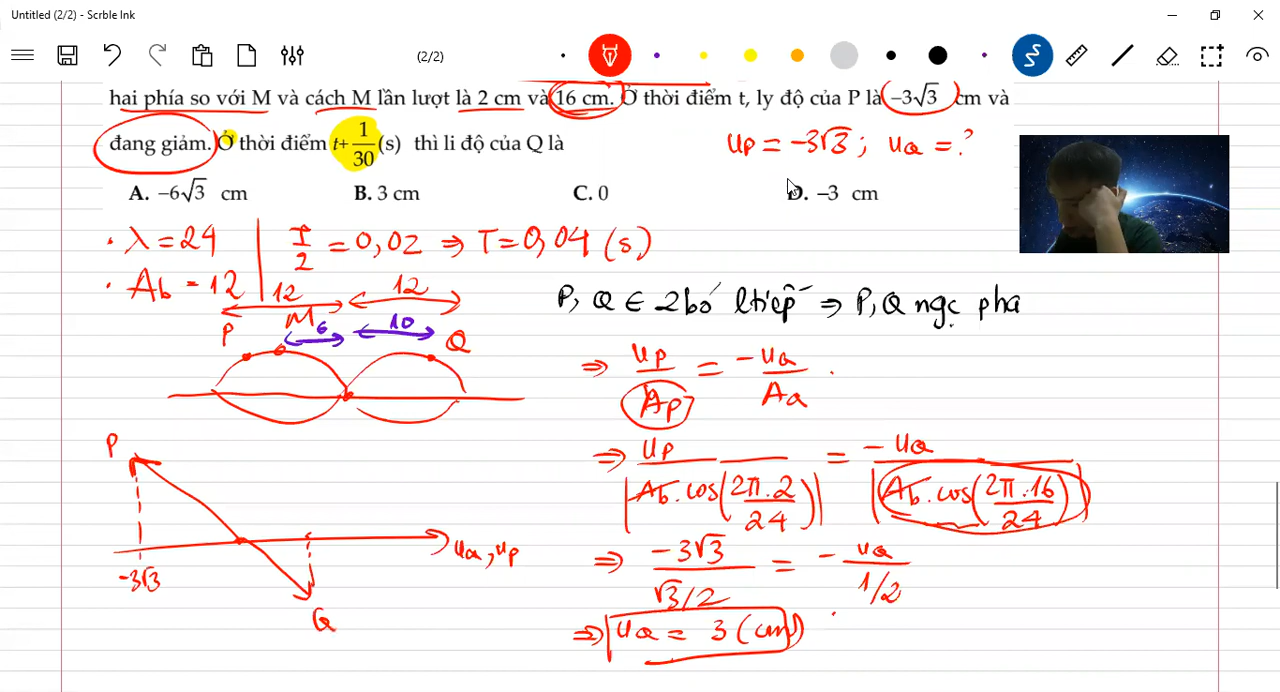 Untitled (2/2) - Scrble Ink
(2/2)
hai phía so với M và cách M lần lượt là 2 cm và 16 cm. Ở thời điểm t, ly độ của P là −3√3 cm và
đang giảm. Ở thời điểm t+1/30 (s) thì li độ của Q là
up = −3√3 ; uQ = ?
A. −6√3 cm B. 3 cm C. 0 D. −3 cm
. λ = 24 | T/2 = 0,02 ⇒ T = 0,04 (s)
. Ab = 12
12 12
P, Q ∈ 2 bó ltiếp ⇒ P, Q ngc pha
M 6 10
P Q
⇒ up/Ap = −uQ/AQ .
⇒ up/|Ab.cos(2π.2/24)| = −uQ/|Ab.cos(2π.16/24)|
P
uQ, up
−3√3
Q
⇒ −3√3/(√3/2) = − uQ/(1/2)
⇒ uQ = 3 (cm)